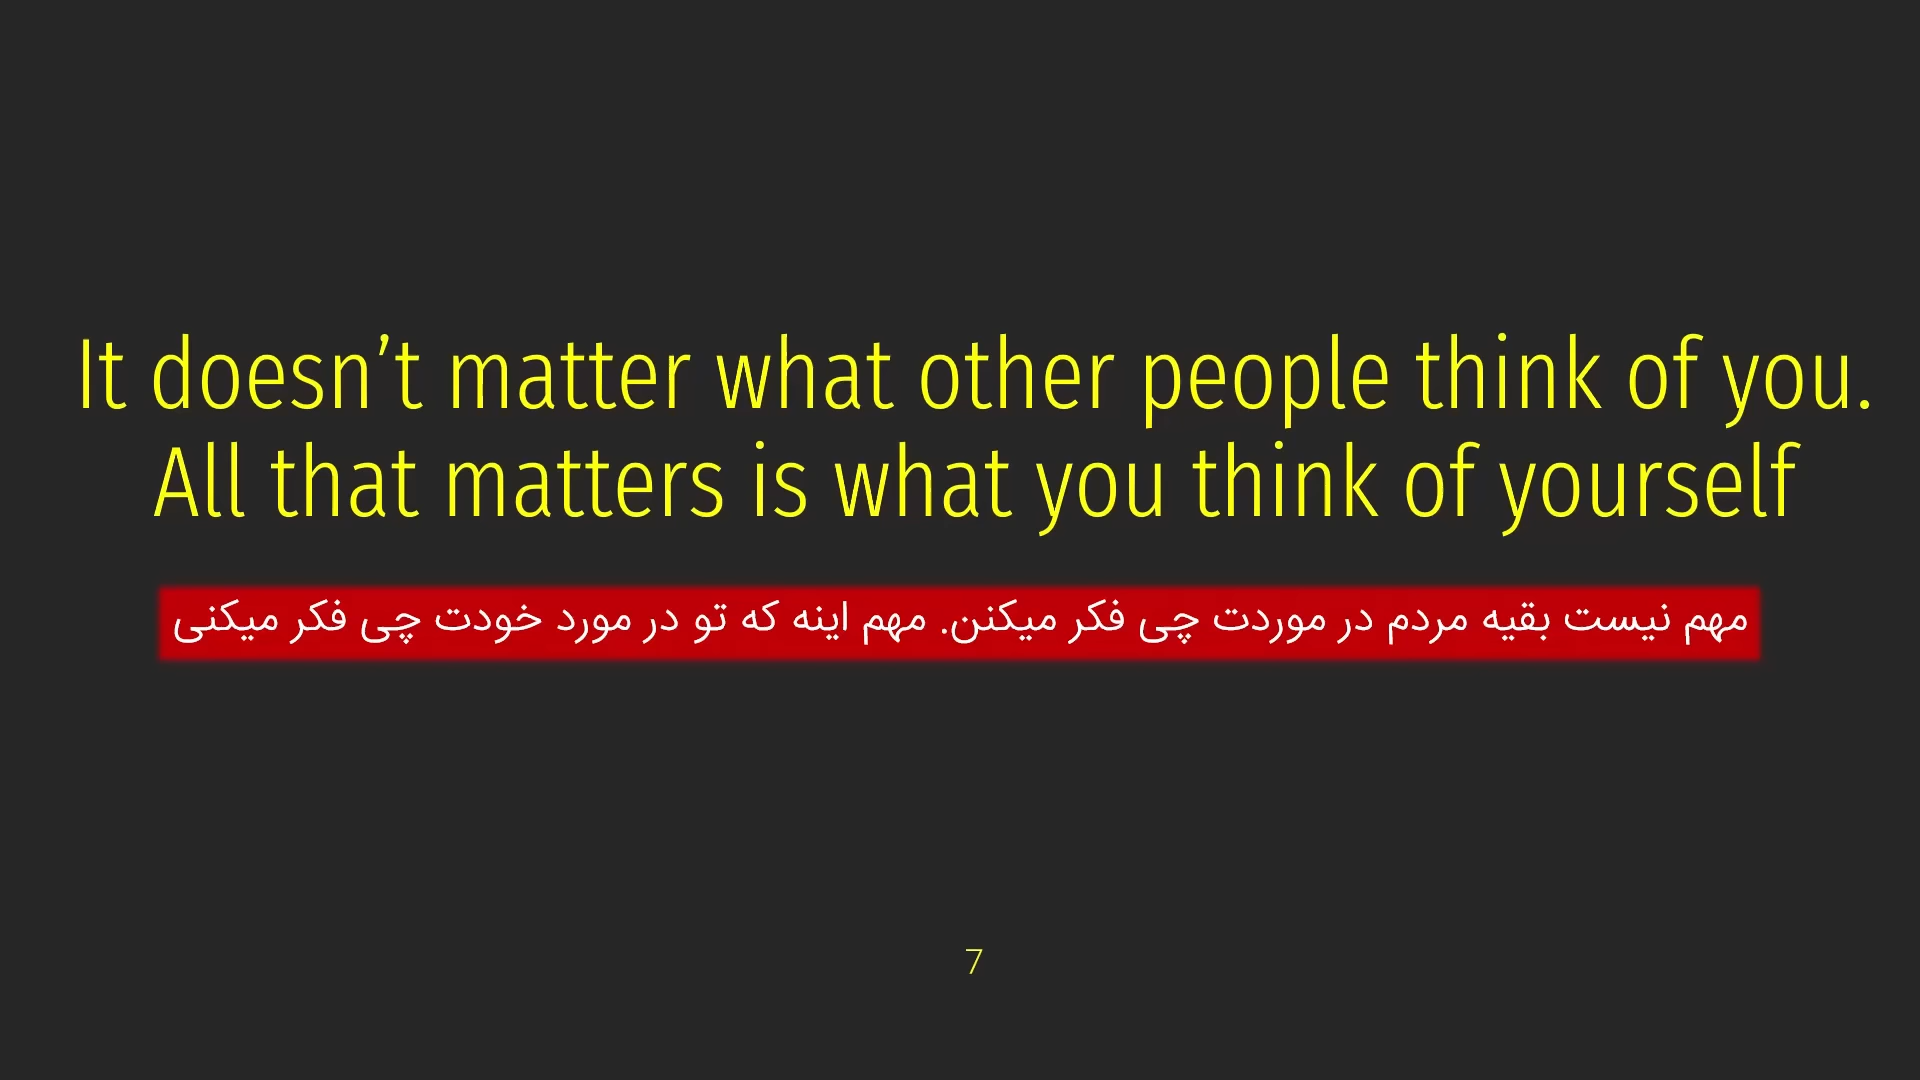 It doesn’t matter what other people think of you.
All that matters is what you think of yourself
مهم نیست بقیه مردم در موردت چی فکر میکنن. مهم اینه که تو در مورد خودت چی فکر میکنی
7